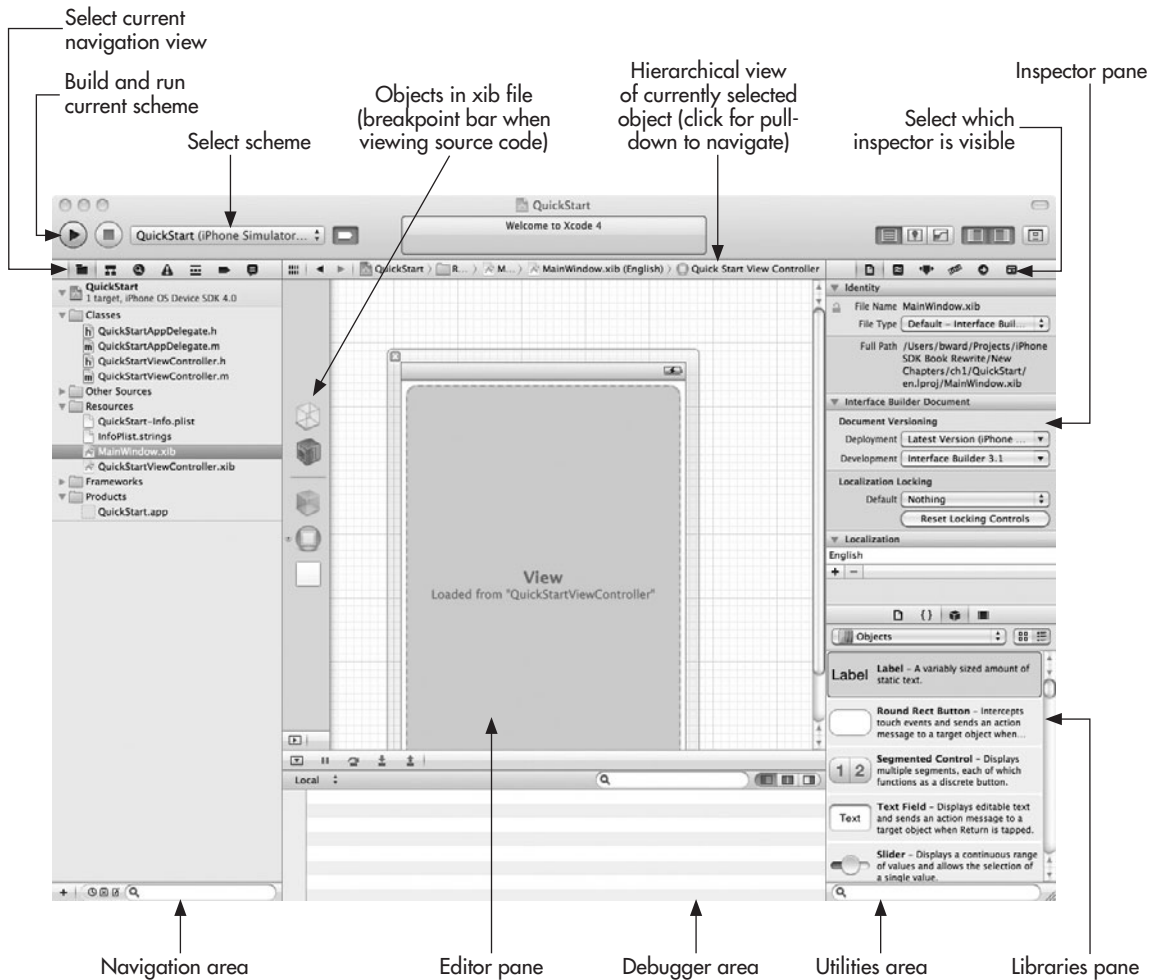 Select current
navigation view
Build and run
current scheme
Select scheme
Objects in xib file
(breakpoint bar when
viewing source code)
Hierarchical view
of currently selected
object (click for pull-
down to navigate)
Inspector pane
Select which
inspector is visible
QuickStart
Welcome to Xcode 4
QuickStart (iPhone Simulator...
QuickStart
R...
M...
MainWindow.xib (English)
Quick Start View Controller
QuickStart
1 target, iPhone OS Device SDK 4.0
Classes
h QuickStartAppDelegate.h
m QuickStartAppDelegate.m
h QuickStartViewController.h
m QuickStartViewController.m
Other Sources
Resources
QuickStart-Info.plist
InfoPlist.strings
MainWindow.xib
QuickStartViewController.xib
Frameworks
Products
QuickStart.app
View
Loaded from "QuickStartViewController"
Local
Identity
File Name MainWindow.xib
File Type Default - Interface Buil...
Full Path /Users/bward/Projects/iPhone
SDK Book Rewrite/New
Chapters/ch1/QuickStart/
en.lproj/MainWindow.xib
Interface Builder Document
Document Versioning
Deployment Latest Version (iPhone ...
Development Interface Builder 3.1
Localization Locking
Default Nothing
Reset Locking Controls
Localization
English
+ -
{}
Objects
Label Label - A variably sized amount of
static text.
Round Rect Button - Intercepts
touch events and sends an action
message to a target object when...
1 2 Segmented Control - Displays
multiple segments, each of which
functions as a discrete button.
Text Text Field - Displays editable text
and sends an action message to a
target object when Return is tapped.
Slider - Displays a continuous range
of values and allows the selection of
a single value.
Navigation area
Editor pane
Debugger area
Utilities area
Libraries pane